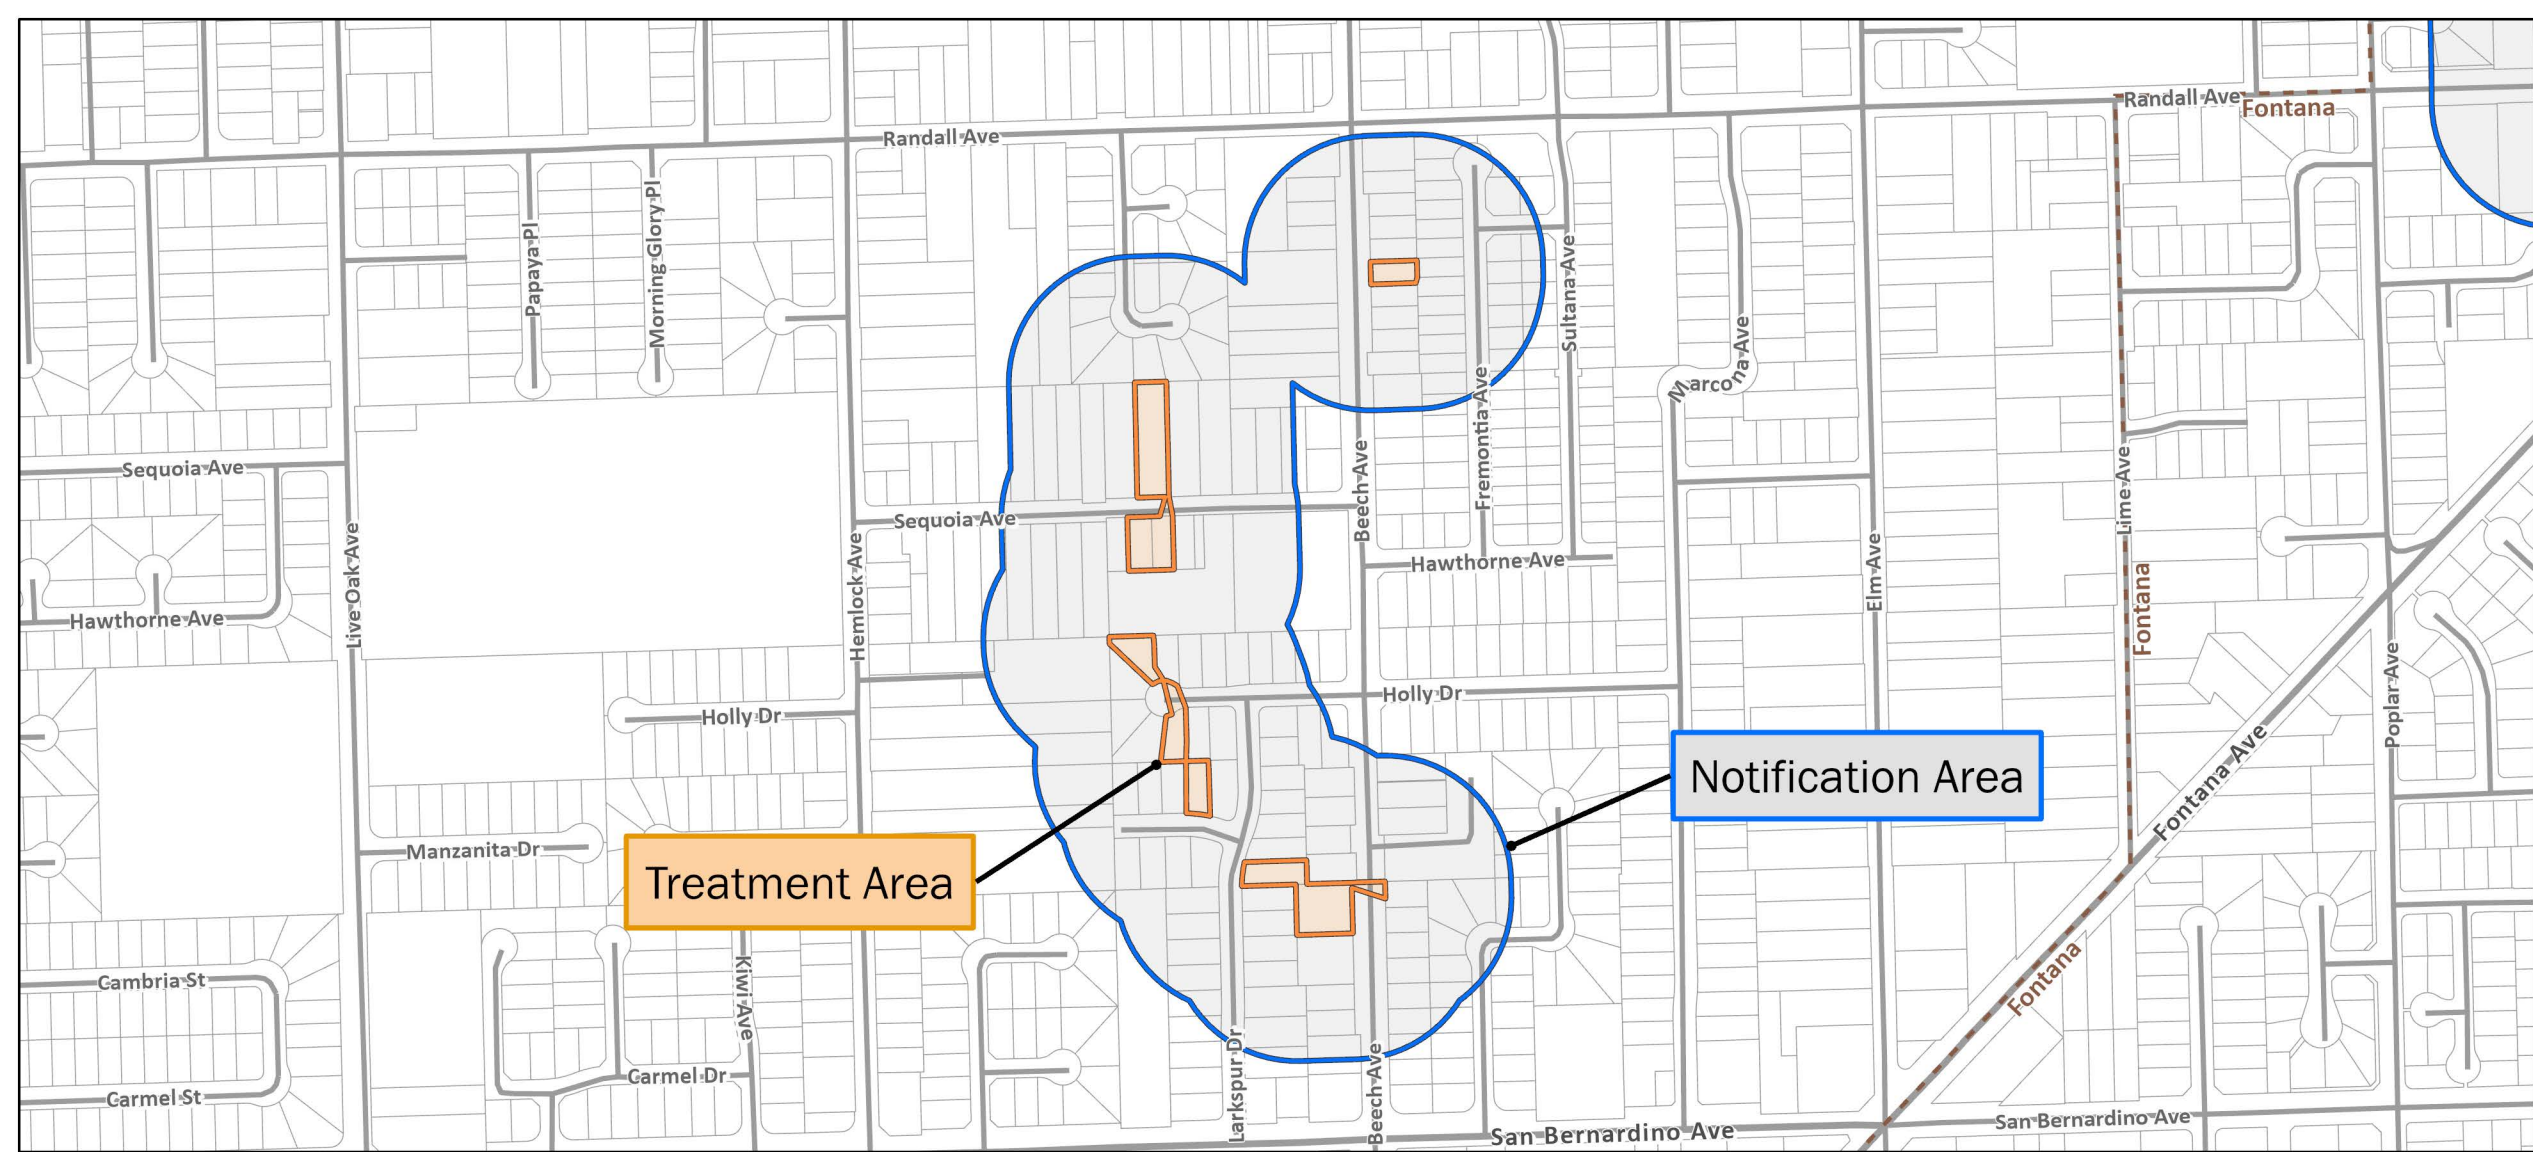 Randall Ave
Fontana
Randall Ave
Papaya Pl
Morning Glory Pl
Sultana Ave
Marcona Ave
Fremontia Ave
Beech Ave
Sequoia Ave
Sequoia Ave
Live Oak Ave
Hemlock Ave
Hawthorne Ave
Hawthorne Ave
Elm Ave
Lime Ave
Fontana
Poplar Ave
Holly Dr
Holly Dr
Notification Area
Fontana Ave
Manzanita Dr
Treatment Area
Fontana
Cambria St
Kiwi Ave
Carmel Dr
Carmel St
Larkspur Dr
Beech Ave
San Bernardino Ave
San Bernardino Ave